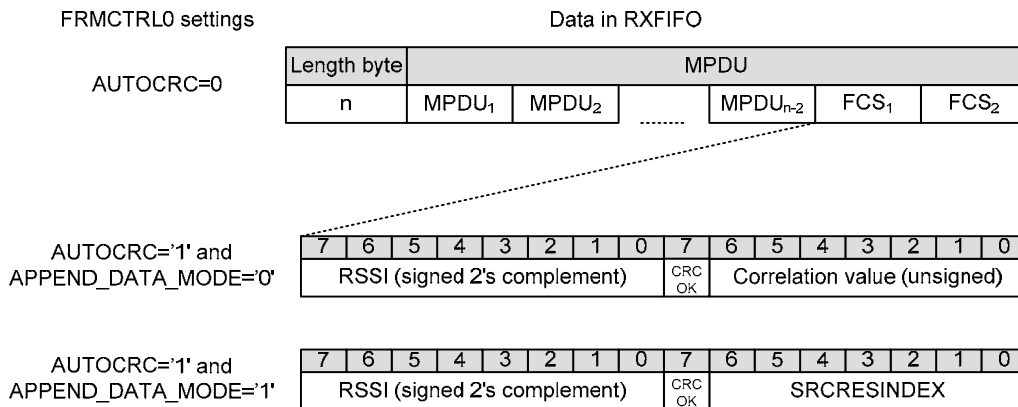 FRMCTRL0 settings Data in RXFIFO
AUTOCRC=0
Length byte MPDU
n MPDU1 MPDU2 ........ MPDUn-2 FCS1 FCS2
AUTOCRC='1' and
APPEND_DATA_MODE='0'
7 6 5 4 3 2 1 0 7 6 5 4 3 2 1 0
RSSI (signed 2's complement) CRC OK Correlation value (unsigned)
AUTOCRC='1' and
APPEND_DATA_MODE='1'
7 6 5 4 3 2 1 0 7 6 5 4 3 2 1 0
RSSI (signed 2's complement) CRC OK SRCRESINDEX